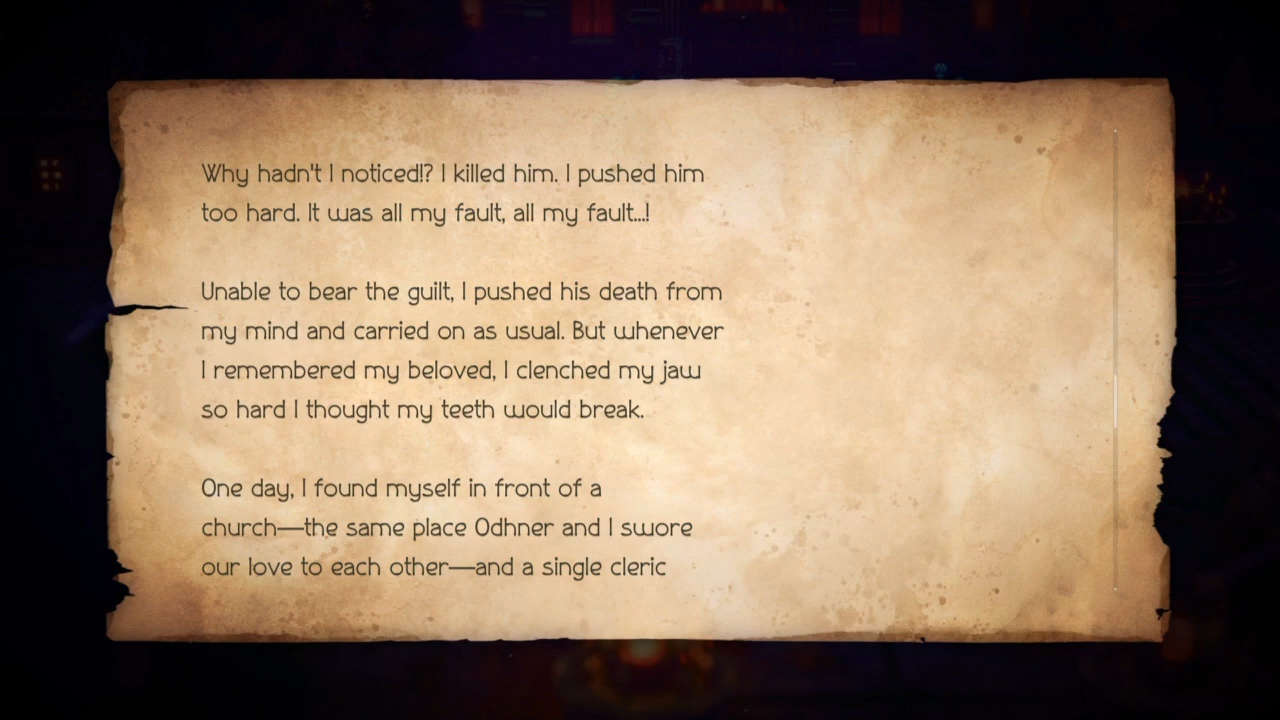 Why hadn't I noticed!? I killed him. I pushed him
too hard. It was all my fault, all my fault...!
Unable to bear the guilt, I pushed his death from
my mind and carried on as usual. But whenever
I remembered my beloved, I clenched my jaw
so hard I thought my teeth would break.
One day, I found myself in front of a
church—the same place Odhner and I swore
our love to each other—and a single cleric